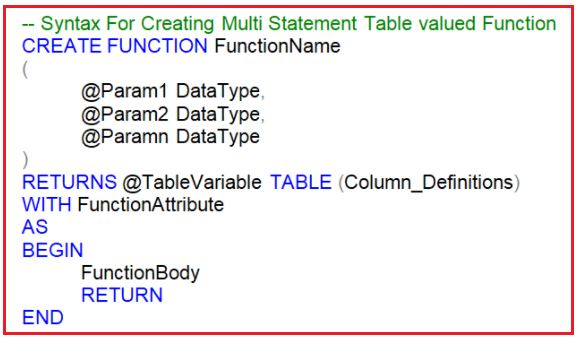 -- Syntax For Creating Multi Statement Table valued Function
CREATE FUNCTION FunctionName
(
@Param1 DataType,
@Param2 DataType,
@Paramn DataType
)
RETURNS @TableVariable TABLE (Column_Definitions)
WITH FunctionAttribute
AS
BEGIN
FunctionBody
RETURN
END